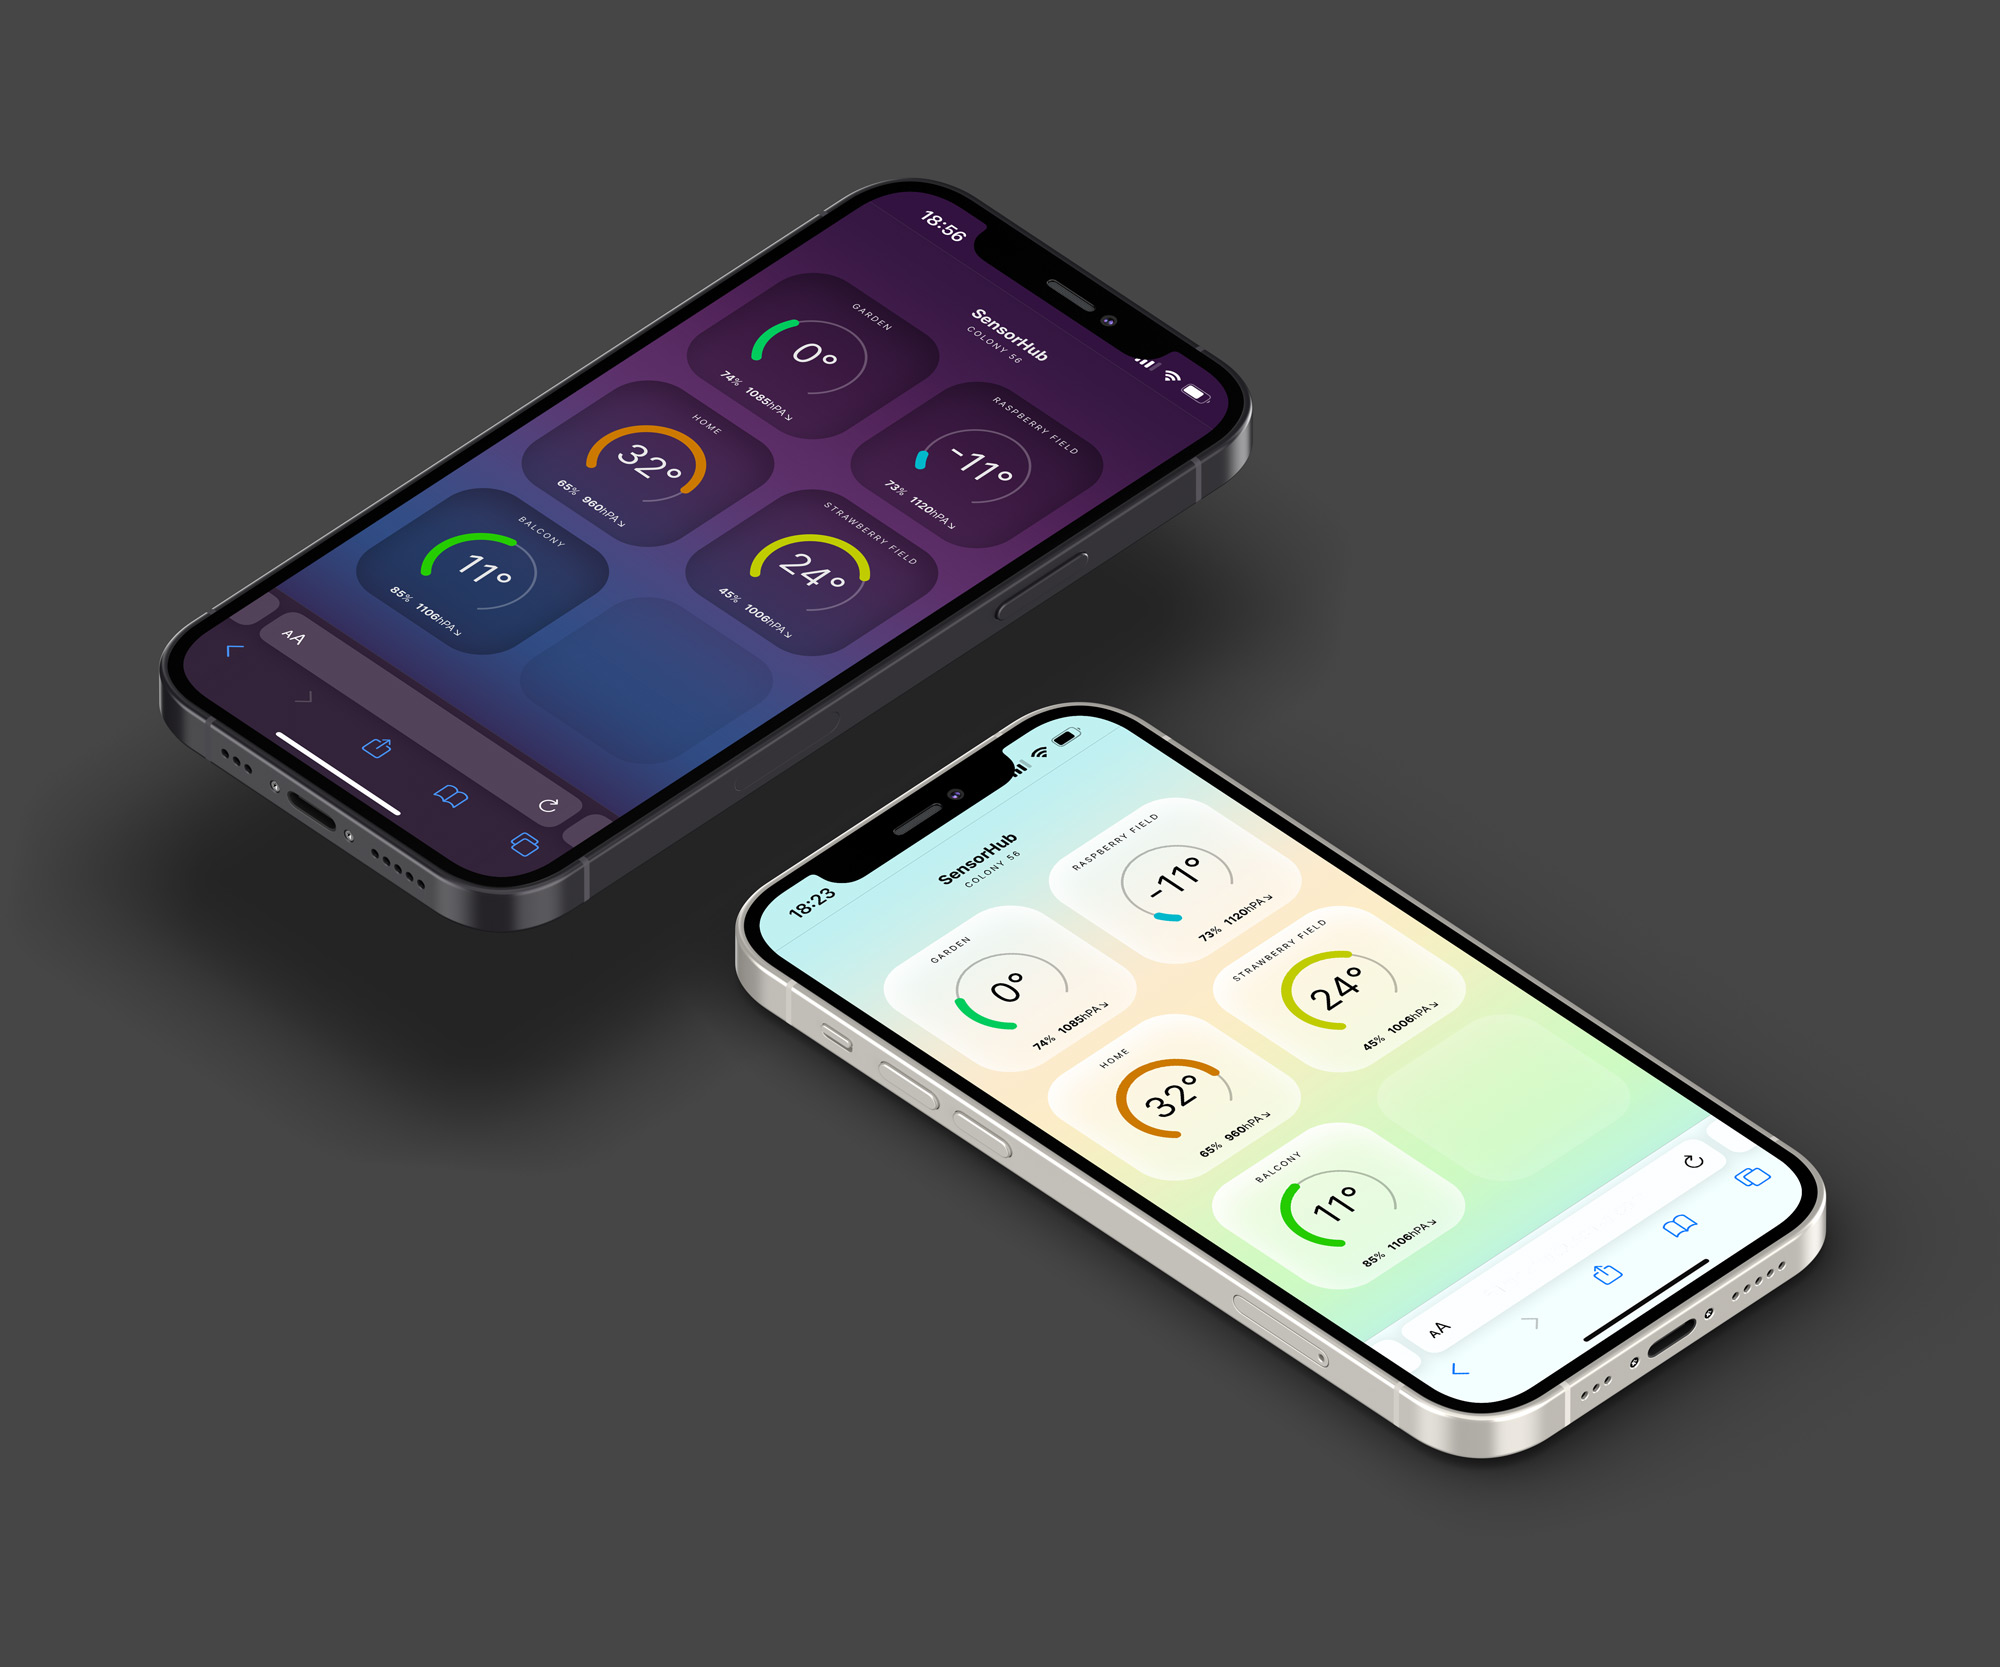 18:56
SensorHub
COLONY 56
GARDEN
0°
74% 1085hPA↘
RASPBERRY FIELD
-11°
73% 1120hPA↘
HOME
32°
65% 960hPA↘
STRAWBERRY FIELD
24°
45% 1006hPA↘
BALCONY
11°
85% 1106hPA↘
AA
18:23
SensorHub
COLONY 56
GARDEN
0°
74% 1085hPA↘
RASPBERRY FIELD
-11°
73% 1120hPA↘
HOME
32°
65% 960hPA↘
STRAWBERRY FIELD
24°
45% 1006hPA↘
BALCONY
11°
85% 1106hPA↘
AA